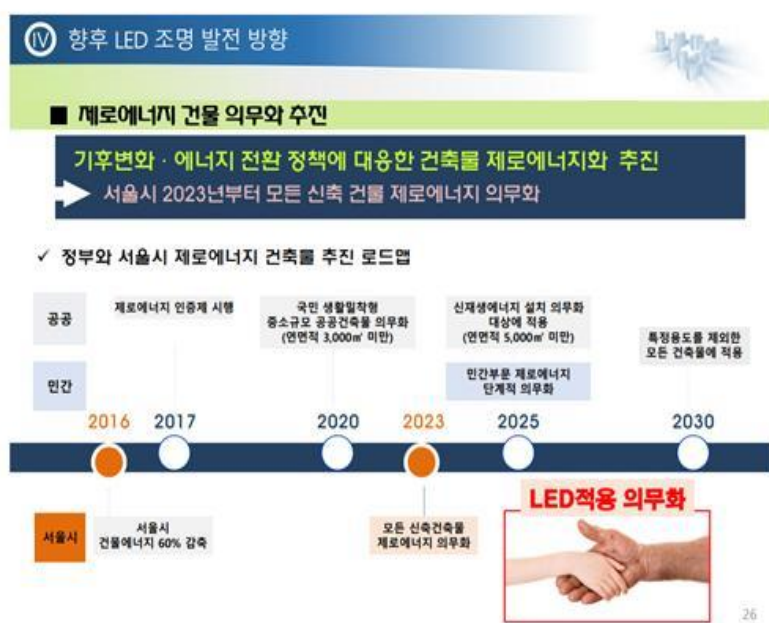 Ⅳ 향후 LED 조명 발전 방향
■ 제로에너지 건물 의무화 추진
기후변화 · 에너지 전환 정책에 대응한 건축물 제로에너지화 추진
서울시 2023년부터 모든 신축 건물 제로에너지 의무화
✓ 정부와 서울시 제로에너지 건축물 추진 로드맵
공공
제로에너지 인증제 시행
국민 생활밀착형
중소규모 공공건축물 의무화
(연면적 3,000㎡ 미만)
신재생에너지 설치 의무화
대상에 적용
(연면적 5,000㎡ 미만)
특정용도를 제외한
모든 건축물에 적용
민간
민간부문 제로에너지
단계적 의무화
2016
2017
2020
2023
2025
2030
LED적용 의무화
서울시
서울시
건물에너지 60% 감축
모든 신축건축물
제로에너지 의무화
26